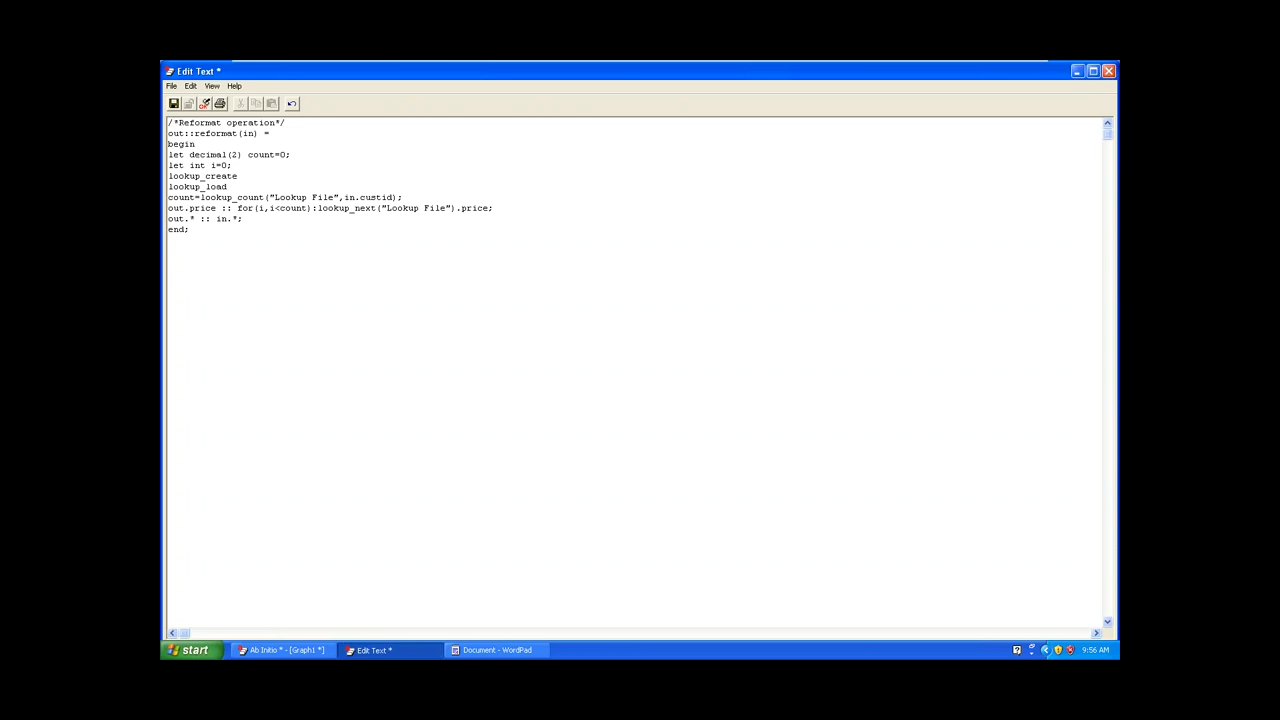 Edit Text *
File Edit View Help
/*Reformat operation*/
out::reformat(in) =
begin
let decimal(2) count=0;
let int i=0;
lookup_create
lookup_load
count=lookup_count("Lookup File",in.custid);
out.price :: for(i,i<count):lookup_next("Lookup File").price;
out.* :: in.*;
end;
start Ab Initio * - [Graph1 *] Edit Text * Document - WordPad 9:56 AM